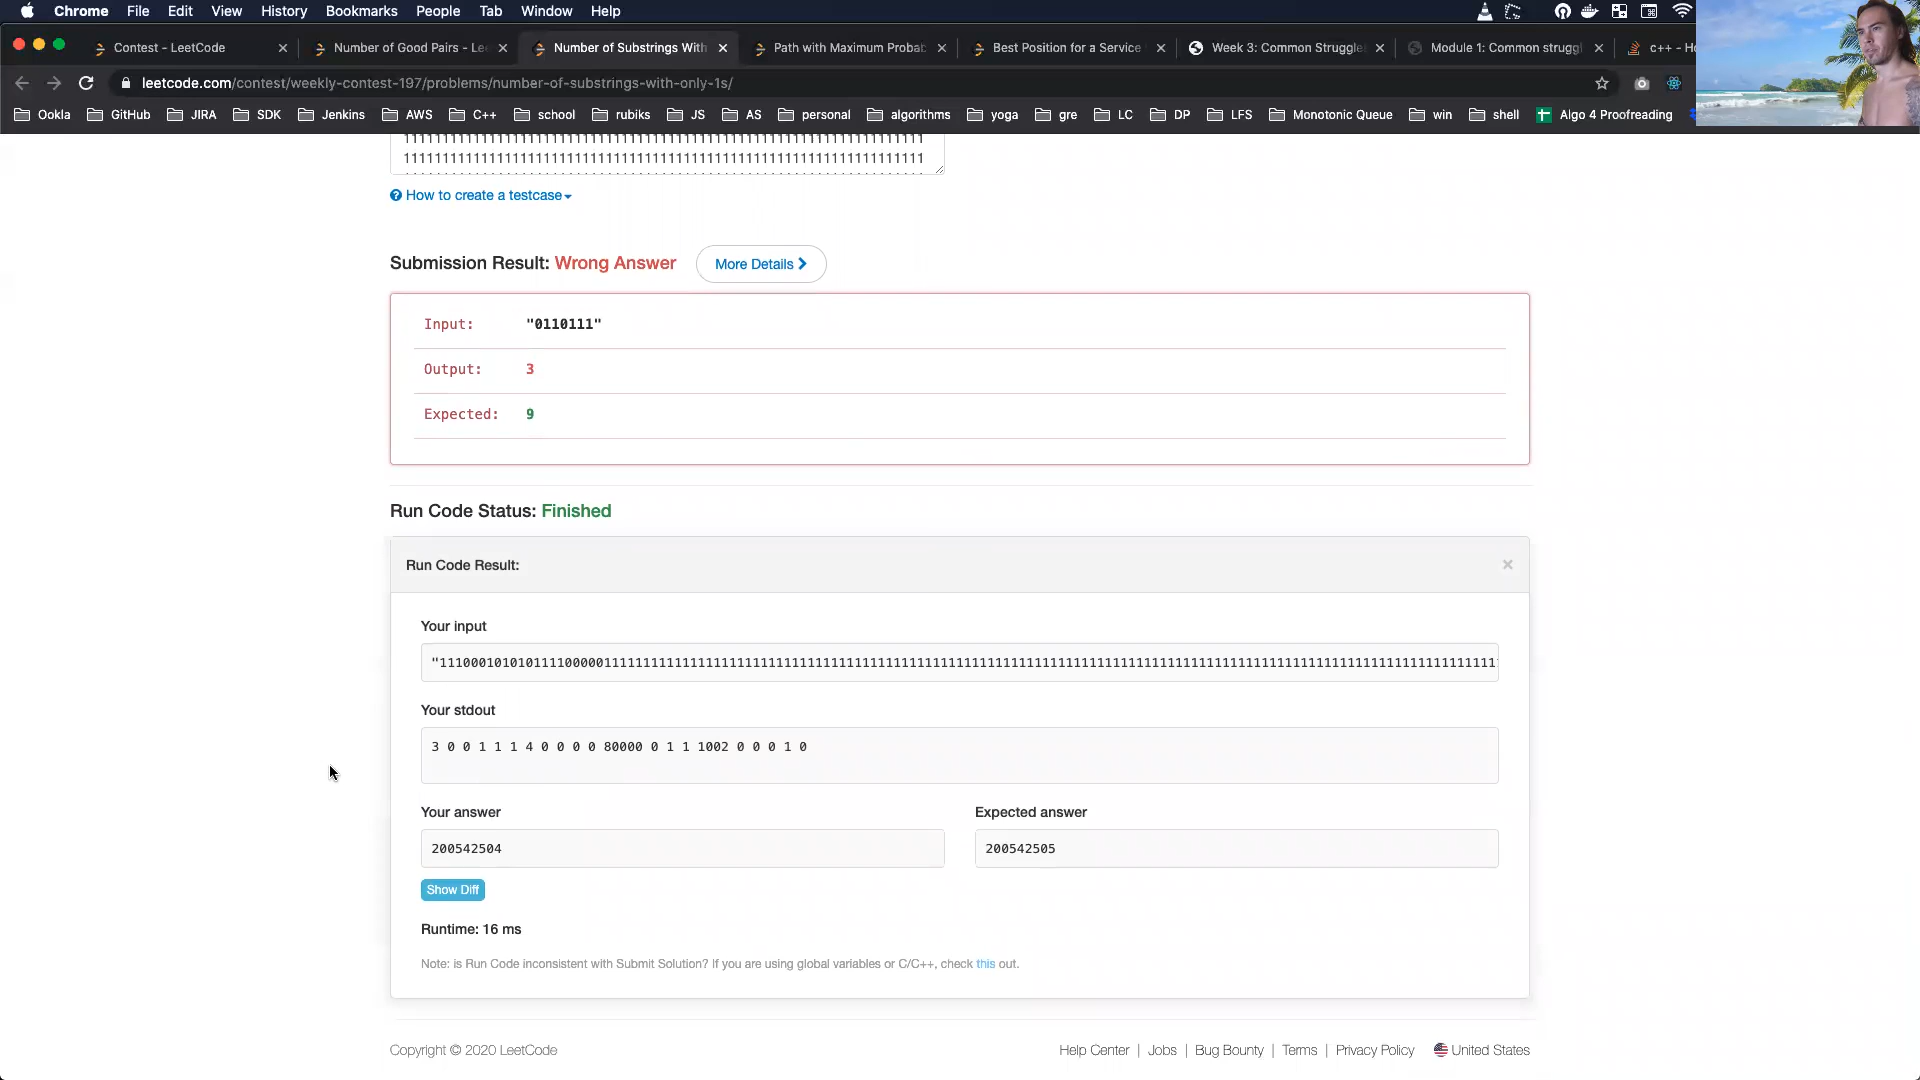 Chrome File Edit View History Bookmarks People Tab Window Help
Contest - LeetCode
Number of Good Pairs - Le
Number of Substrings With
Path with Maximum Probab
Best Position for a Service
Week 3: Common Struggle
Module 1: Common struggl
c++ - Ho
leetcode.com/contest/weekly-contest-197/problems/number-of-substrings-with-only-1s/
Ookla GitHub JIRA SDK Jenkins AWS C++ school rubiks JS AS personal algorithms yoga gre LC DP LFS Monotonic Queue win shell Algo 4 Proofreading
How to create a testcase
Submission Result: Wrong Answer More Details
Input: "0110111"
Output: 3
Expected: 9
Run Code Status: Finished
Run Code Result: ×
Your input
Your stdout
3 0 0 1 1 1 4 0 0 0 0 80000 0 1 1 1002 0 0 0 1 0
Your answer Expected answer
200542504 200542505
Show Diff
Runtime: 16 ms
Note: is Run Code inconsistent with Submit Solution? If you are using global variables or C/C++, check this out.
Copyright © 2020 LeetCode Help Center | Jobs | Bug Bounty | Terms | Privacy Policy United States